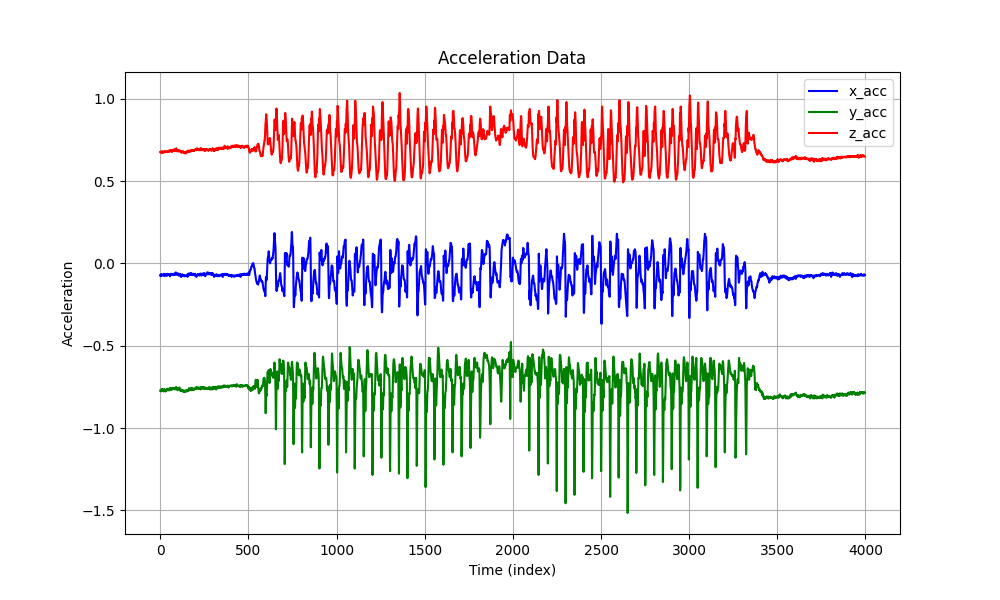 Acceleration Data
x_acc
y_acc
z_acc
1.0
0.5
0.0
−0.5
−1.0
−1.5
Acceleration
0 500 1000 1500 2000 2500 3000 3500 4000
Time (index)